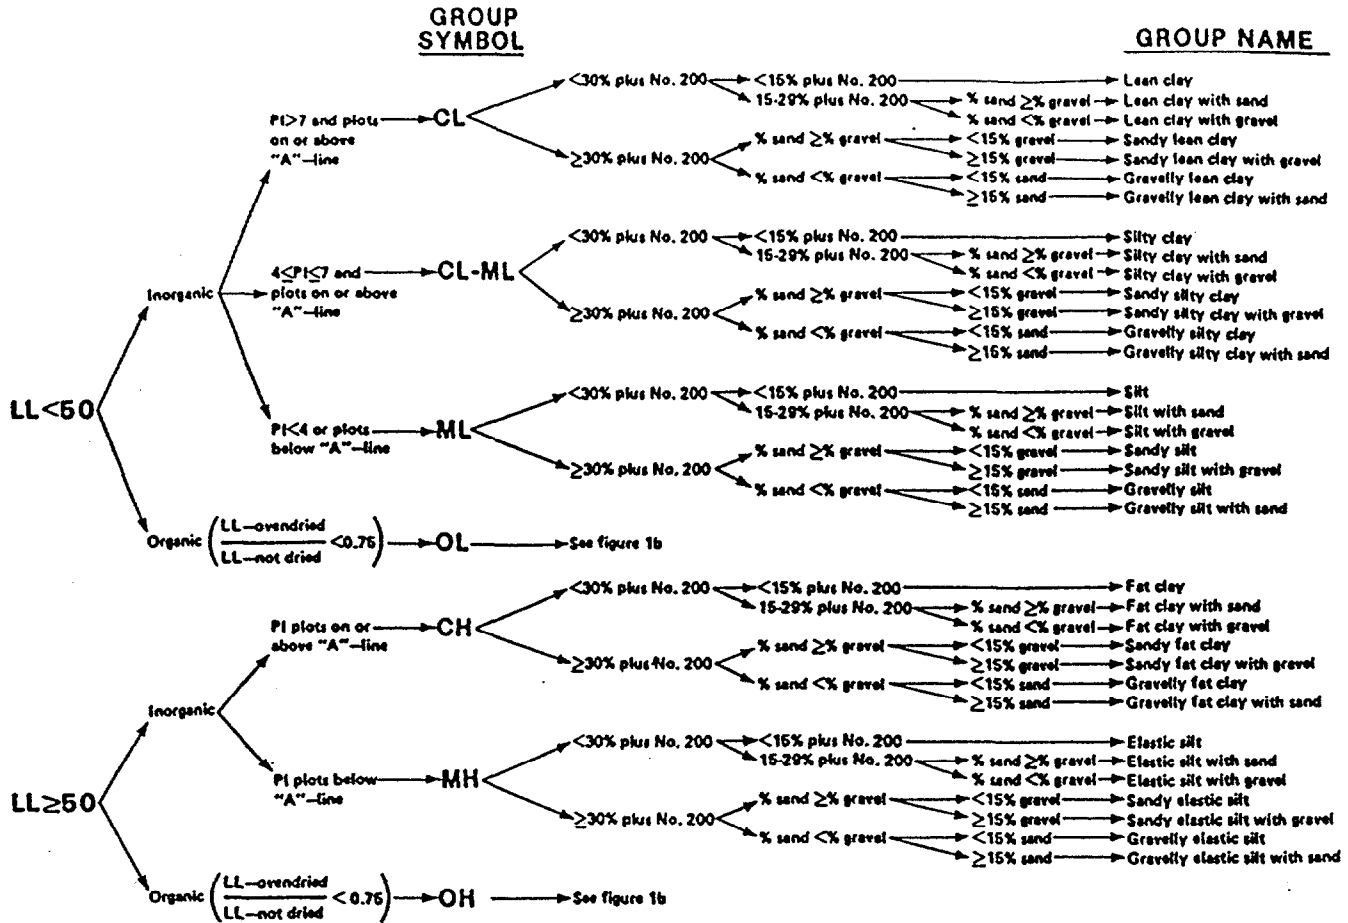 GROUP SYMBOL
GROUP NAME
LL<50
Inorganic
PI>7 and plots on or above "A"—line
CL
<30% plus No. 200
<15% plus No. 200
Lean clay
15-29% plus No. 200
% sand ≥% gravel
Lean clay with sand
% sand <% gravel
Lean clay with gravel
≥30% plus No. 200
% sand ≥% gravel
<15% gravel
Sandy lean clay
≥15% gravel
Sandy lean clay with gravel
% sand <% gravel
<15% sand
Gravelly lean clay
≥15% sand
Gravelly lean clay with sand
4≤PI≤7 and plots on or above "A"—line
CL-ML
<30% plus No. 200
<15% plus No. 200
Silty clay
15-29% plus No. 200
% sand ≥% gravel
Silty clay with sand
% sand <% gravel
Silty clay with gravel
≥30% plus No. 200
% sand ≥% gravel
<15% gravel
Sandy silty clay
≥15% gravel
Sandy silty clay with gravel
% sand <% gravel
<15% sand
Gravelly silty clay
≥15% sand
Gravelly silty clay with sand
PI<4 or plots below "A"—line
ML
<30% plus No. 200
<15% plus No. 200
Silt
15-29% plus No. 200
% sand ≥% gravel
Silt with sand
% sand <% gravel
Silt with gravel
≥30% plus No. 200
% sand ≥% gravel
<15% gravel
Sandy silt
≥15% gravel
Sandy silt with gravel
% sand <% gravel
<15% sand
Gravelly silt
≥15% sand
Gravelly silt with sand
Organic (LL—ovendried / LL—not dried <0.75)
OL
See figure 1b
LL≥50
Inorganic
PI plots on or above "A"—line
CH
<30% plus No. 200
<15% plus No. 200
Fat clay
15-29% plus No. 200
% sand ≥% gravel
Fat clay with sand
% sand <% gravel
Fat clay with gravel
≥30% plus No. 200
% sand ≥% gravel
<15% gravel
Sandy fat clay
≥15% gravel
Sandy fat clay with gravel
% sand <% gravel
<15% sand
Gravelly fat clay
≥15% sand
Gravelly fat clay with sand
PI plots below "A"—line
MH
<30% plus No. 200
<15% plus No. 200
Elastic silt
15-29% plus No. 200
% sand ≥% gravel
Elastic silt with sand
% sand <% gravel
Elastic silt with gravel
≥30% plus No. 200
% sand ≥% gravel
<15% gravel
Sandy elastic silt
≥15% gravel
Sandy elastic silt with gravel
% sand <% gravel
<15% sand
Gravelly elastic silt
≥15% sand
Gravelly elastic silt with sand
Organic (LL—ovendried / LL—not dried <0.75)
OH
See figure 1b